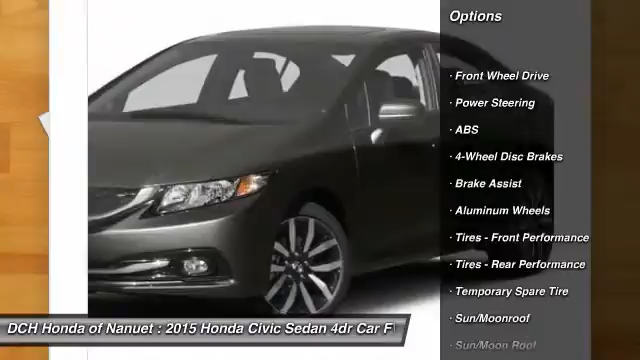 Options
· Front Wheel Drive
· Power Steering
· ABS
· 4-Wheel Disc Brakes
· Brake Assist
· Aluminum Wheels
· Tires - Front Performance
· Tires - Rear Performance
· Temporary Spare Tire
· Sun/Moonroof
· Sun/Moon Roof
DCH Honda of Nanuet : 2015 Honda Civic Sedan 4dr Car F